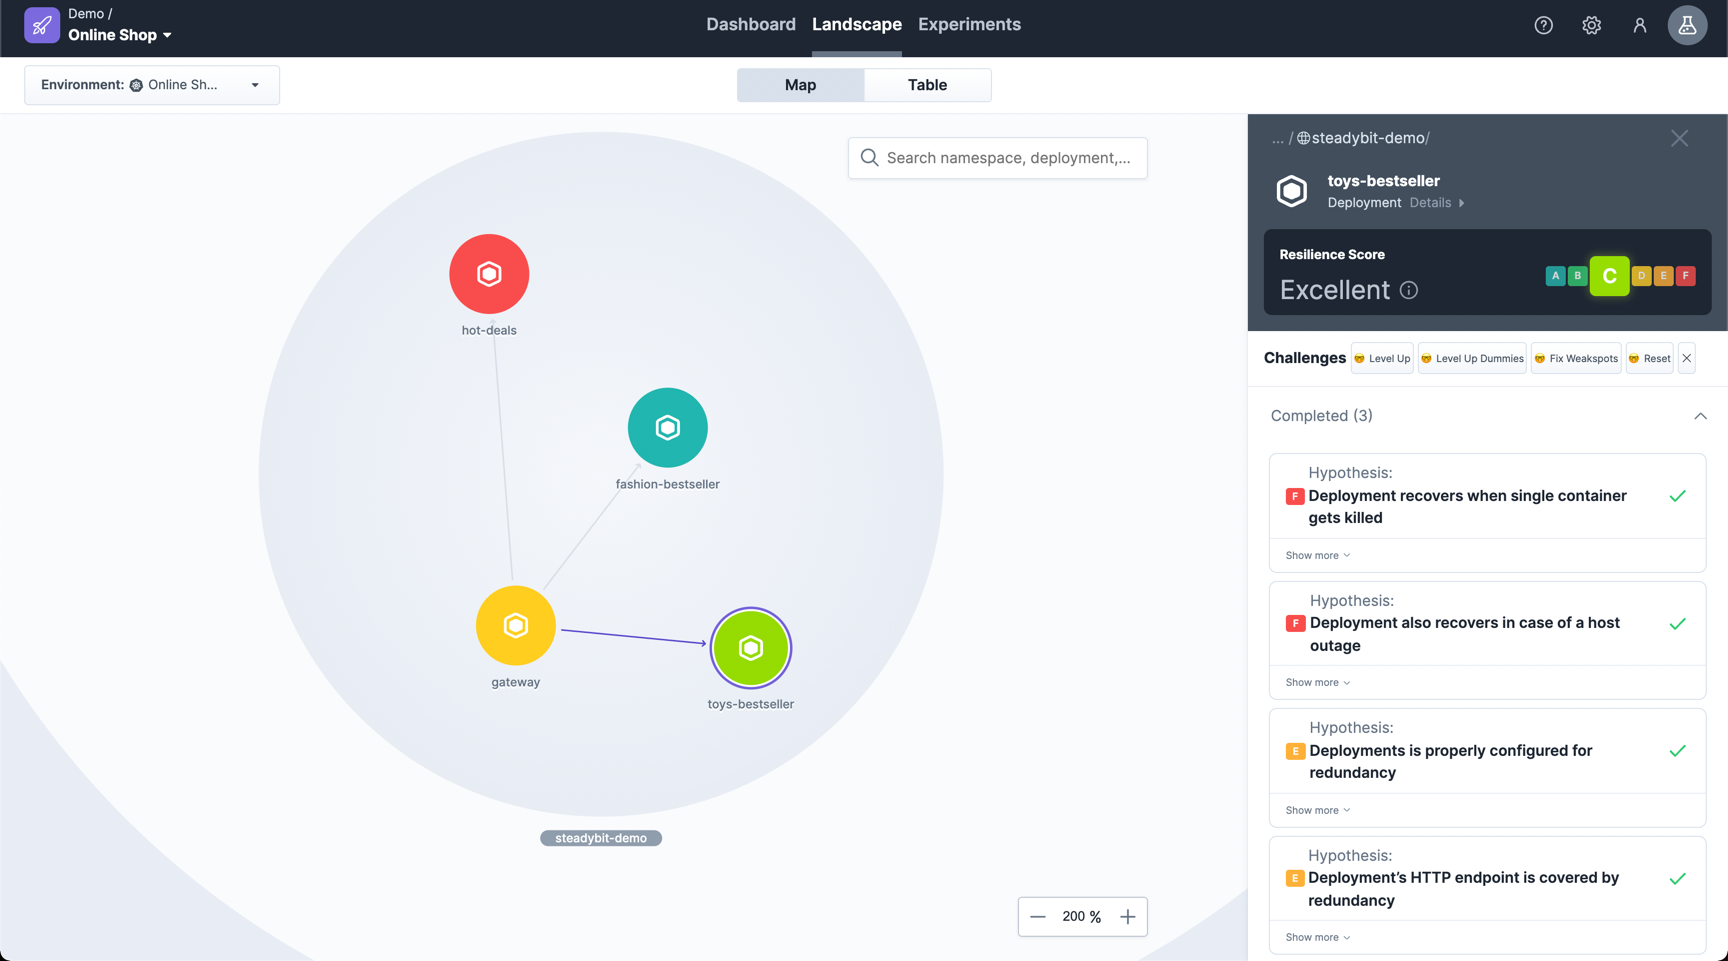 Demo /
Online Shop
Dashboard Landscape Experiments
Environment: Online Sh...
Map Table
Search namespace, deployment,...
hot-deals
fashion-bestseller
gateway
toys-bestseller
steadybit-demo
200 %
... / steadybit-demo/
toys-bestseller
Deployment Details
Resilience Score
Excellent
A B C D E F
Challenges Level Up Level Up Dummies Fix Weakspots Reset
Completed (3)
Hypothesis:
F Deployment recovers when single container
gets killed
Show more
Hypothesis:
F Deployment also recovers in case of a host
outage
Show more
Hypothesis:
E Deployments is properly configured for
redundancy
Show more
Hypothesis:
E Deployment’s HTTP endpoint is covered by
redundancy
Show more